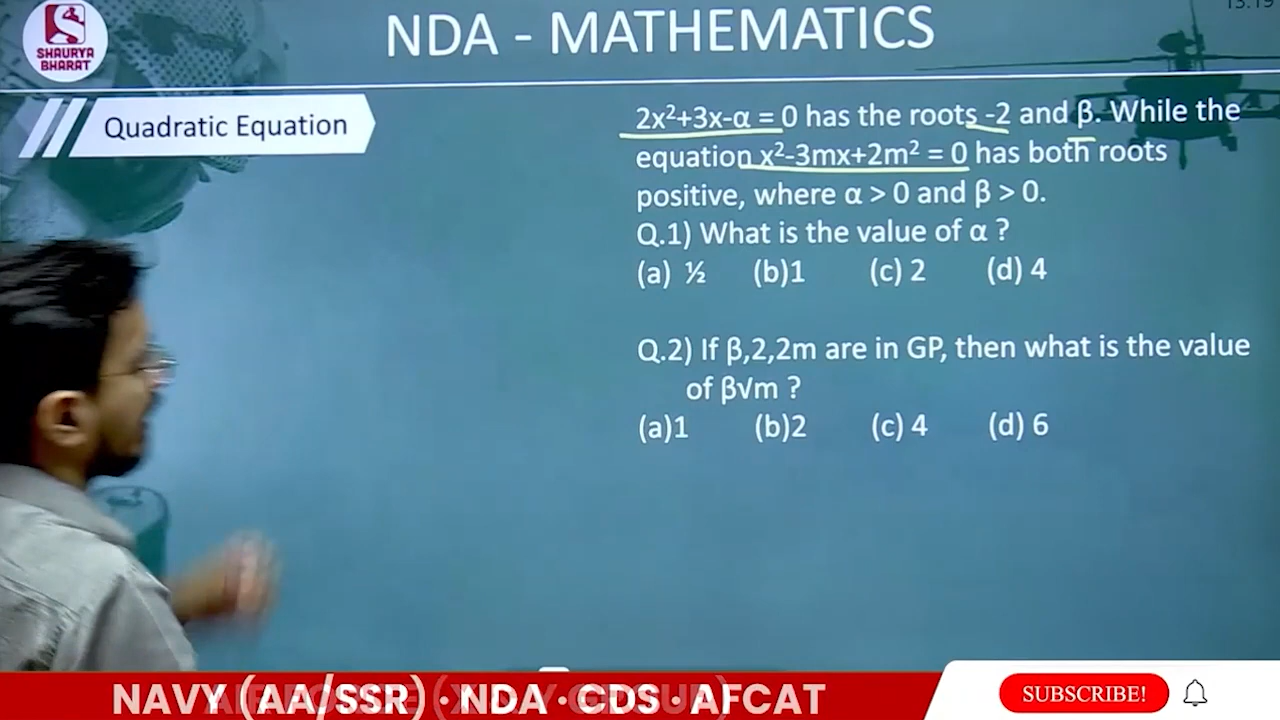 SHAURYA
BHARAT
NDA - MATHEMATICS
13:19
Quadratic Equation
2x²+3x-α = 0 has the roots -2 and β. While the
equation x²-3mx+2m² = 0 has both roots
positive, where α > 0 and β > 0.
Q.1) What is the value of α ?
(a) ½ (b)1 (c) 2 (d) 4
Q.2) If β,2,2m are in GP, then what is the value
of β√m ?
(a)1 (b)2 (c) 4 (d) 6
NAVY (AA/SSR) · NDA · CDS · AFCAT
SUBSCRIBE!